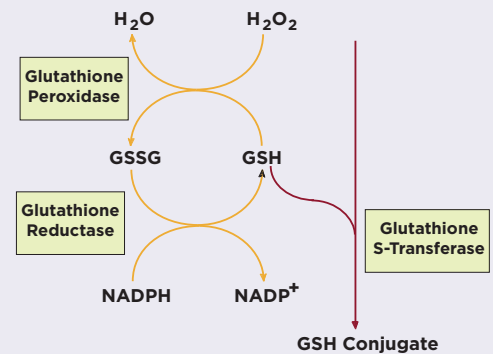 H₂O
H₂O₂
Glutathione
Peroxidase
GSSG
GSH
Glutathione
Reductase
Glutathione
S-Transferase
NADPH
NADP⁺
GSH Conjugate